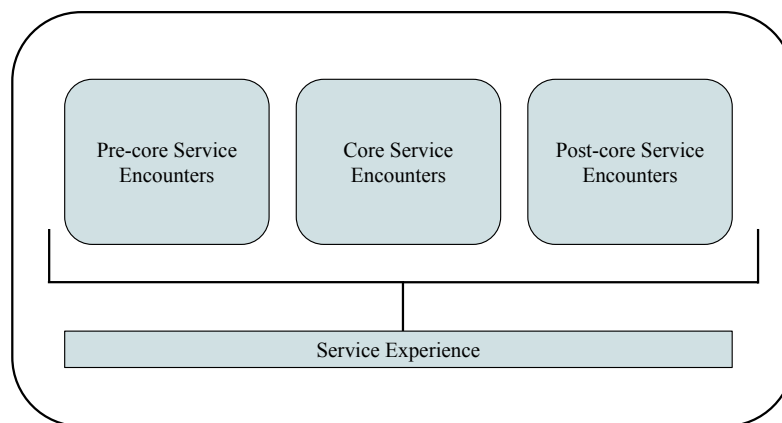 Pre-core Service
Encounters
Core Service
Encounters
Post-core Service
Encounters
Service Experience